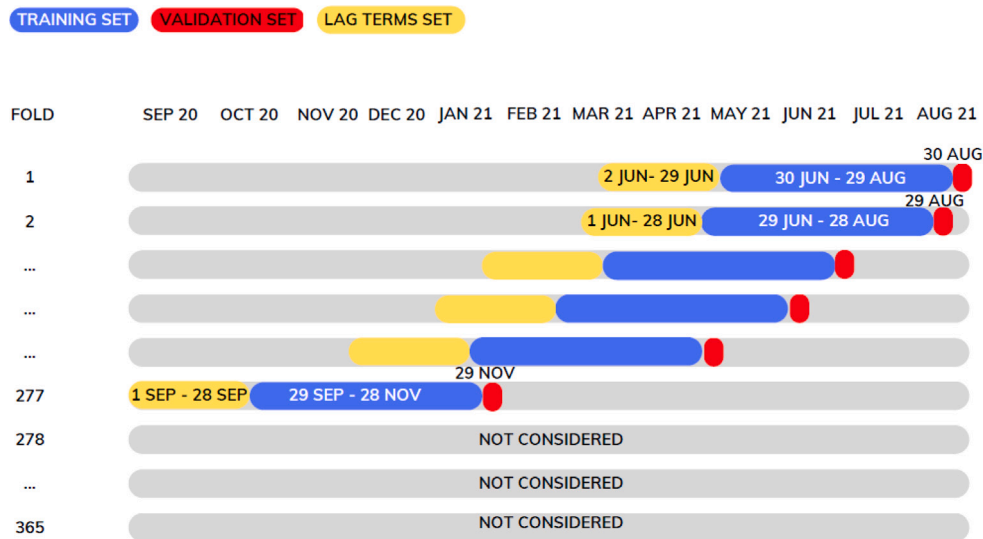 TRAINING SET VALIDATION SET LAG TERMS SET
FOLD SEP 20 OCT 20 NOV 20 DEC 20 JAN 21 FEB 21 MAR 21 APR 21 MAY 21 JUN 21 JUL 21 AUG 21
30 AUG
1 2 JUN- 29 JUN 30 JUN - 29 AUG
29 AUG
2 1 JUN- 28 JUN 29 JUN - 28 AUG
...
...
...
29 NOV
277 1 SEP - 28 SEP 29 SEP - 28 NOV
278 NOT CONSIDERED
... NOT CONSIDERED
365 NOT CONSIDERED